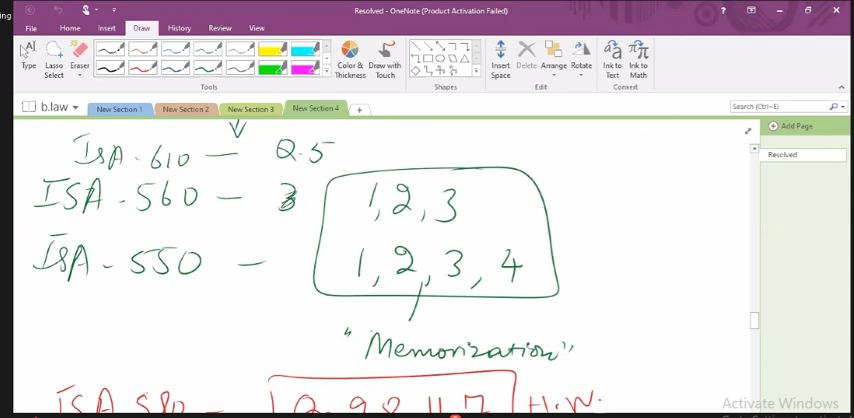 ing
Resolved - OneNote (Product Activation Failed)
File Home Insert Draw History Review View
Type Lasso Select Eraser Color & Thickness Draw with Touch Insert Space Delete Arrange Rotate Ink to Text Ink to Math
Tools Shapes Edit Convert
b.law New Section 1 New Section 2 New Section 3 New Section 4 Search (Ctrl+E)
Add Page
Resolved
ISA-610 — Q.5
ISA-560 — 1, 2, 3
ISA-550 — 1, 2, 3, 4
"Memorization"
ISA-580 — H.W.
Activate Windows